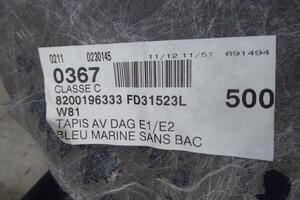 0211 0230145 11/12 11/51 691494
0367
CLASSE C
8200196333 FD31523L 500
W81
TAPIS AV DAG E1/E2
BLEU MARINE SANS BAC